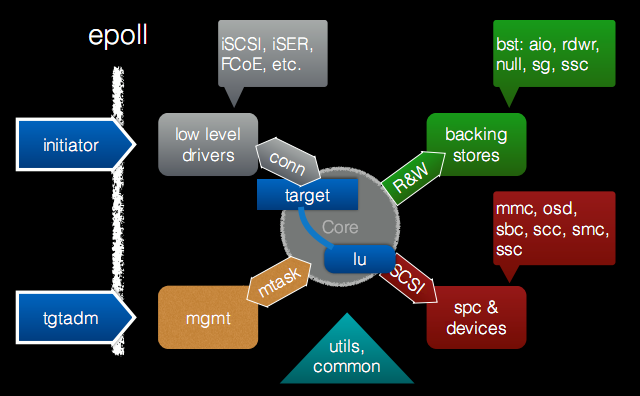 epoll
iSCSI, iSER,
FCoE, etc.
bst: aio, rdwr,
null, sg, ssc
initiator
low level
drivers
conn
backing
stores
R&W
target
Core
lu
mmc, osd,
sbc, scc, smc,
ssc
SCSI
mtask
tgtadm
mgmt
spc &
devices
utils,
common